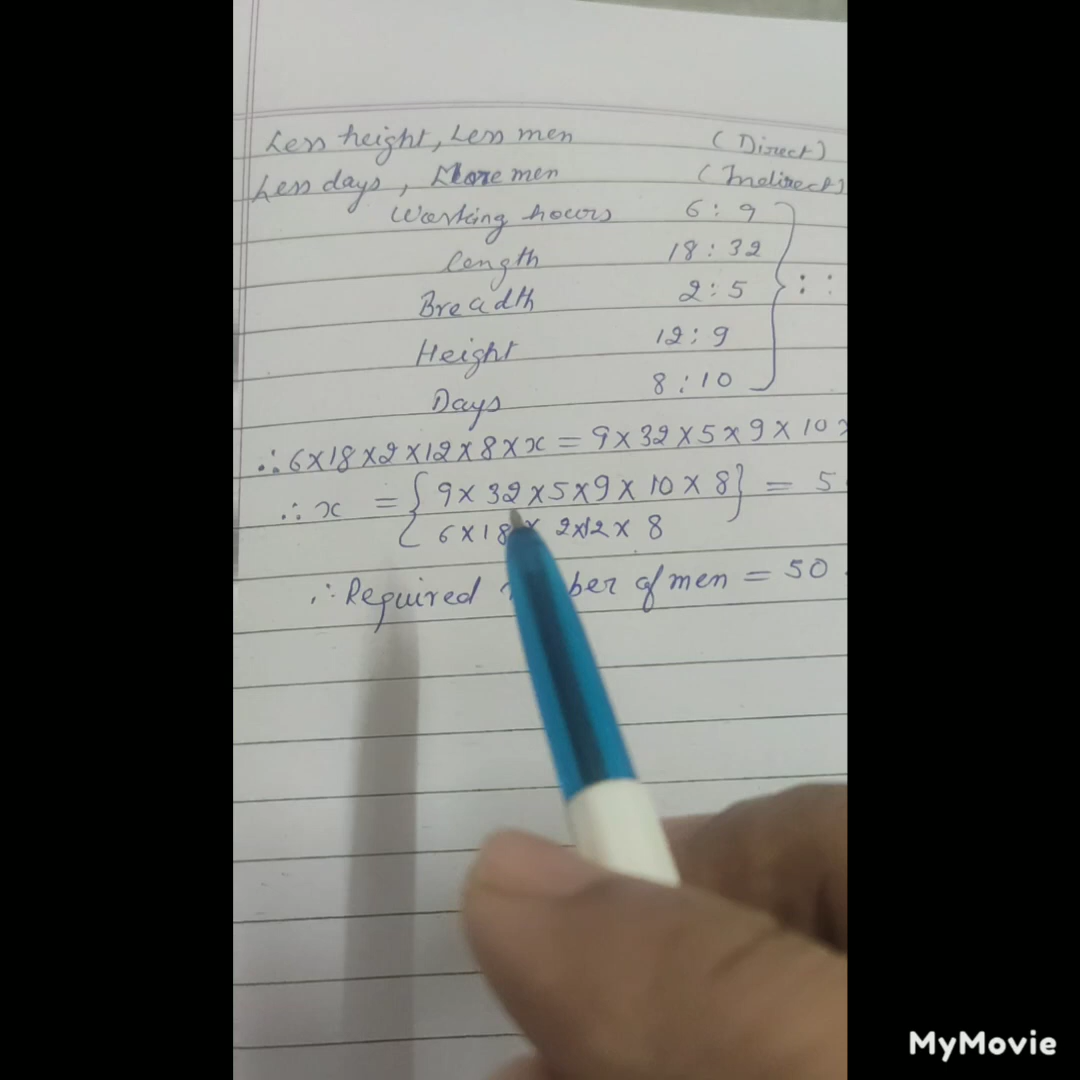 Less height, Less men (Direct)
Less days, More men (Indirect)
Working hours 6 : 9
Length 18 : 32
Breadth 2 : 5 } : :
Height 12 : 9
Days 8 : 10
∴ 6×18×2×12×8×x = 9×32×5×9×10×
∴ x = {9×32×5×9×10×8} = 5
6×18× 2×12×8
∴ Required of men = 50
MyMovie